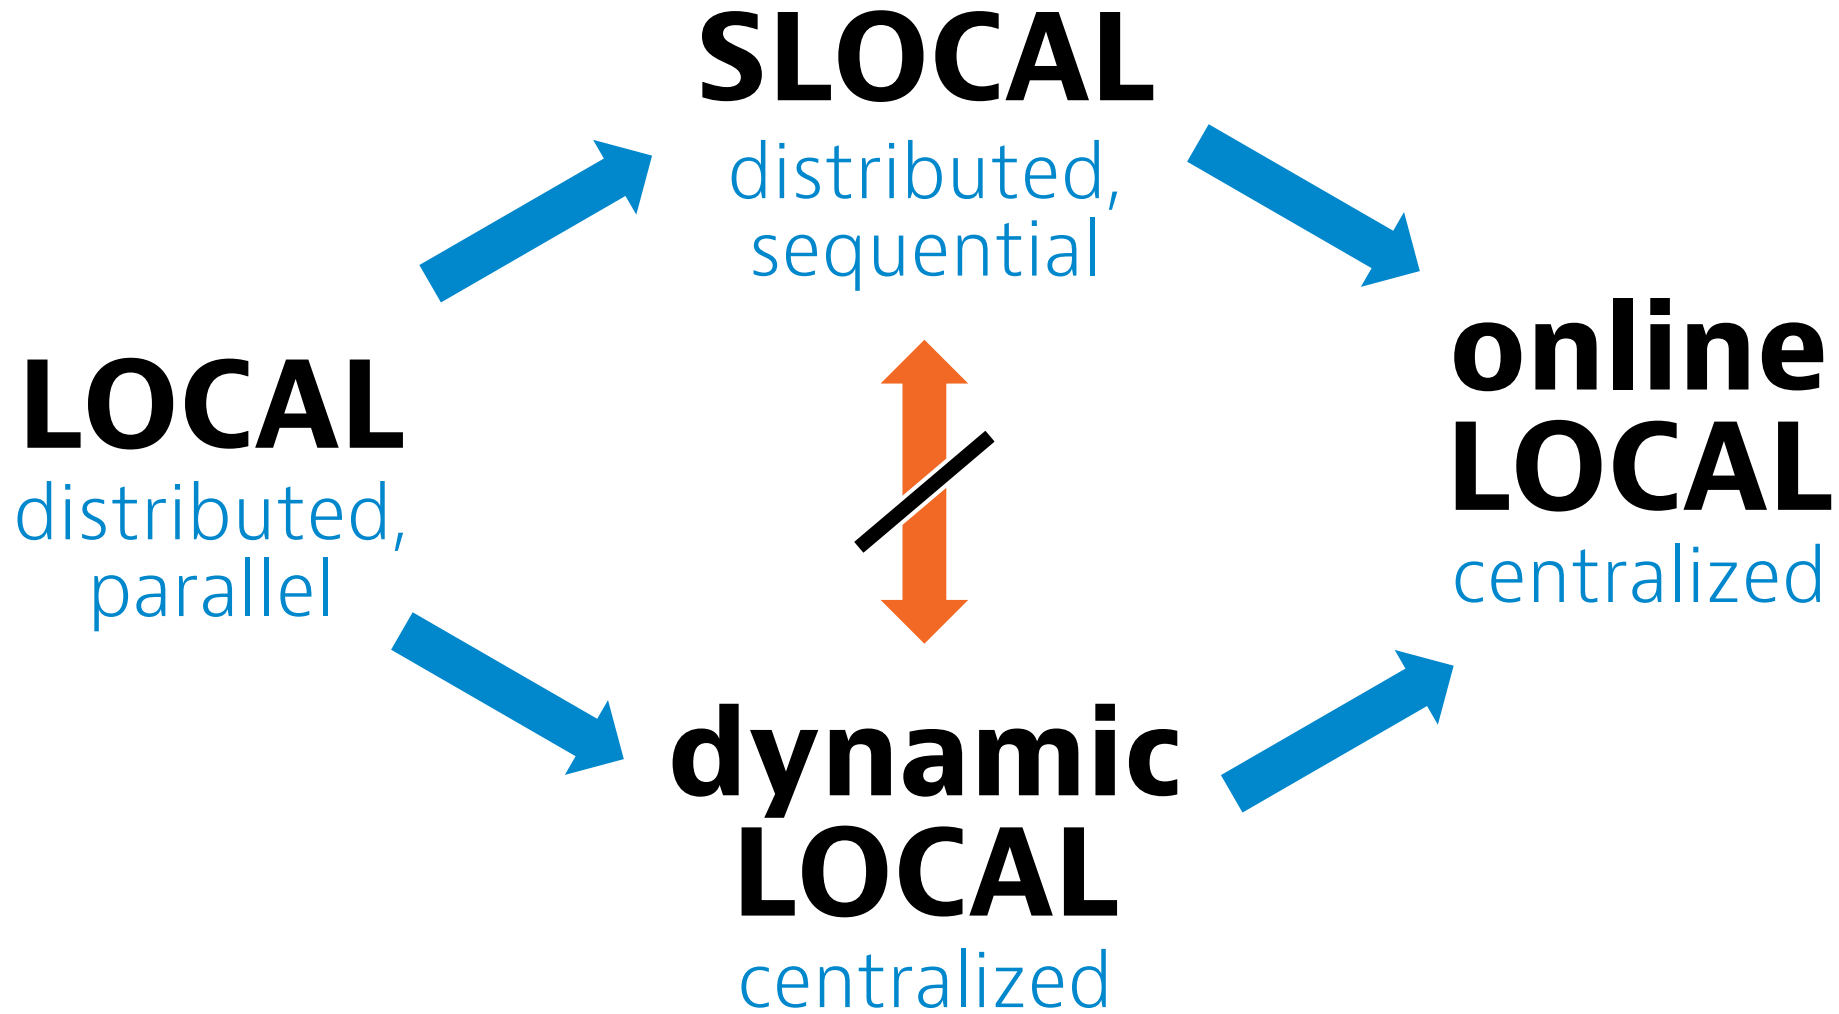 SLOCAL
distributed,
sequential
LOCAL
distributed,
parallel
online
LOCAL
centralized
dynamic
LOCAL
centralized